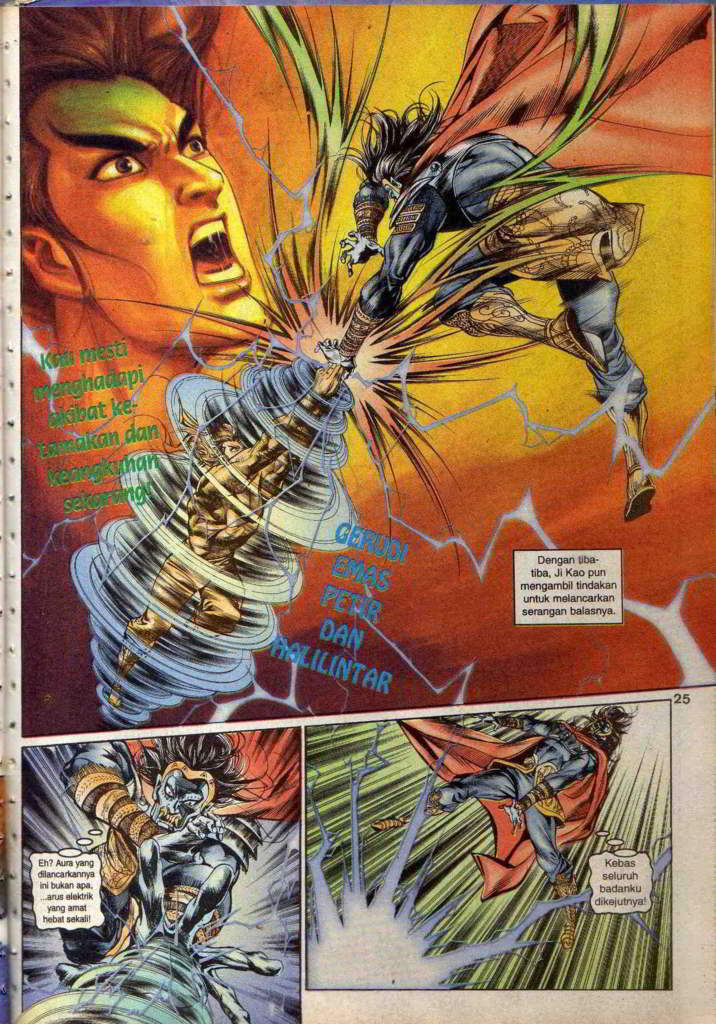 Kau mesti
menghadapi
akibat ke-
tamakan dan
keangkuhan
sekarang!
GERUDI
EMAS
PETIR
DAN
HALILINTAR
Dengan tiba-
tiba, Ji Kao pun
mengambil tindakan
untuk melancarkan
serangan balasnya.
25
Eh? Aura yang
dilancarkannya
ini bukan apa,
...arus elektrik
yang amat
hebat sekali!
Kebas
seluruh
badanku
dikejutnya!